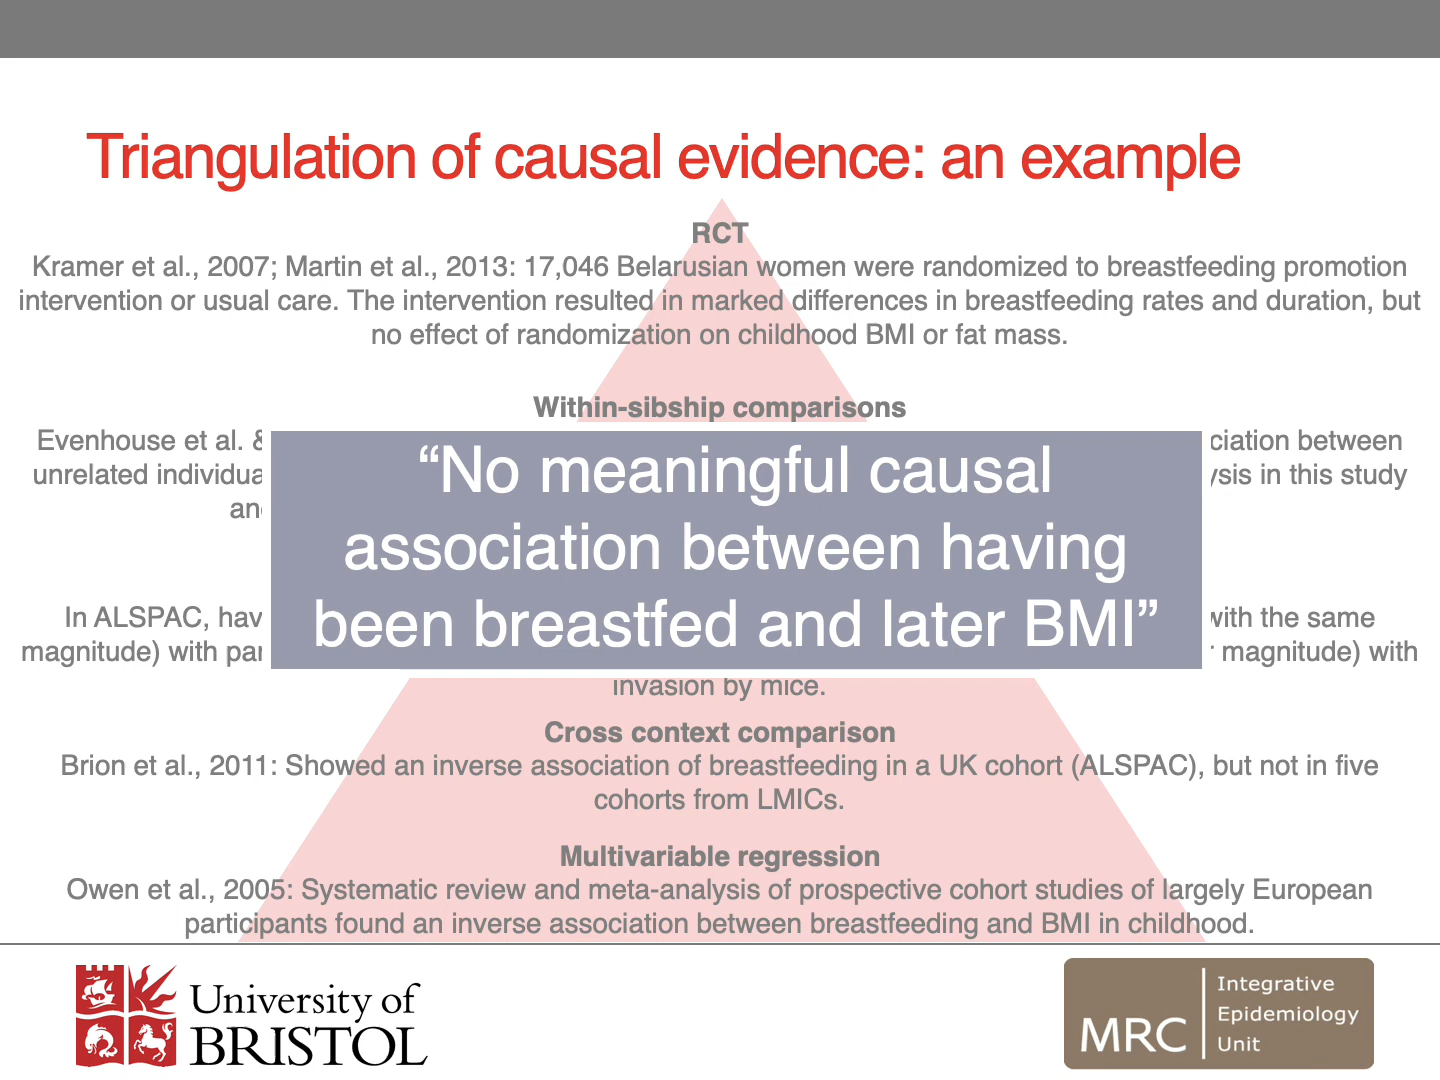 Triangulation of causal evidence: an example
RCT
Kramer et al., 2007; Martin et al., 2013: 17,046 Belarusian women were randomized to breastfeeding promotion
intervention or usual care. The intervention resulted in marked differences in breastfeeding rates and duration, but
no effect of randomization on childhood BMI or fat mass.
Within-sibship comparisons
Evenhouse et al. & ciation between
unrelated individua ysis in this study
and
“No meaningful causal
association between having
been breastfed and later BMI”
In ALSPAC, hav with the same
magnitude) with par magnitude) with
invasion by mice.
Cross context comparison
Brion et al., 2011: Showed an inverse association of breastfeeding in a UK cohort (ALSPAC), but not in five
cohorts from LMICs.
Multivariable regression
Owen et al., 2005: Systematic review and meta-analysis of prospective cohort studies of largely European
participants found an inverse association between breastfeeding and BMI in childhood.
University of
BRISTOL
MRC
Integrative
Epidemiology
Unit